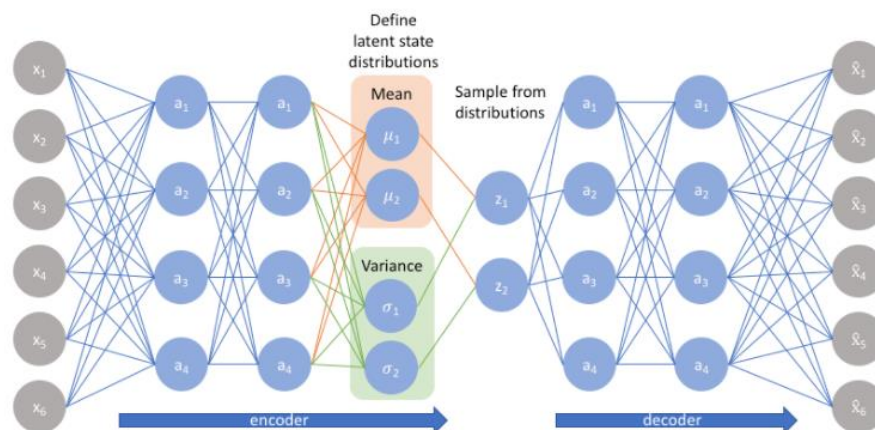 Define
latent state
distributions
Mean
Sample from
distributions
Variance
x₁
x₂
x₃
x₄
x₅
x₆
a₁
a₂
a₃
a₄
a₁
a₂
a₃
a₄
μ₁
μ₂
σ₁
σ₂
z₁
z₂
a₁
a₂
a₃
a₄
a₁
a₂
a₃
a₄
x̂₁
x̂₂
x̂₃
x̂₄
x̂₅
x̂₆
encoder
decoder